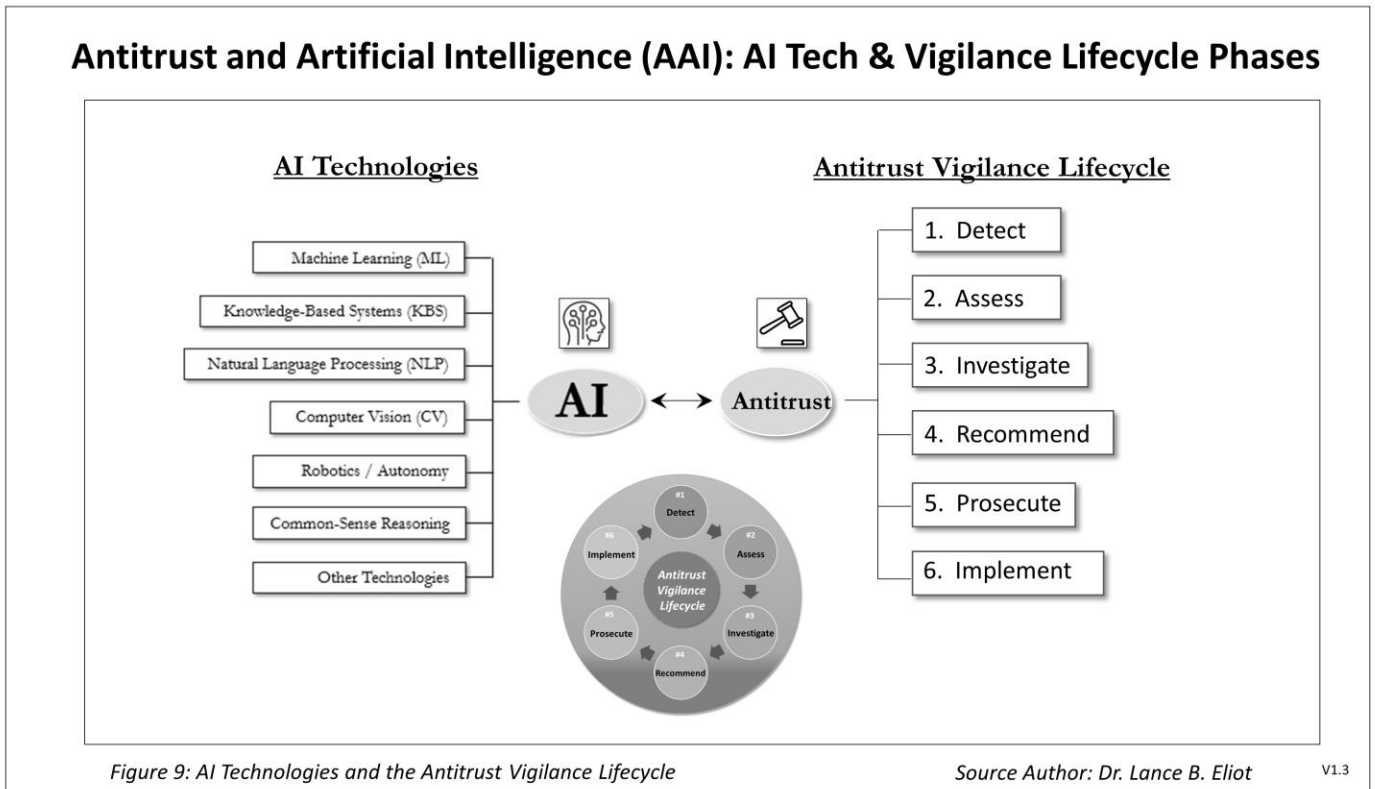 Antitrust and Artificial Intelligence (AAI): AI Tech & Vigilance Lifecycle Phases
AI Technologies
Machine Learning (ML)
Knowledge-Based Systems (KBS)
Natural Language Processing (NLP)
Computer Vision (CV)
Robotics / Autonomy
Common-Sense Reasoning
Other Technologies
AI
Antitrust
Antitrust Vigilance Lifecycle
1. Detect
2. Assess
3. Investigate
4. Recommend
5. Prosecute
6. Implement
#1
Detect
#2
Assess
#3
Investigate
#4
Recommend
#5
Prosecute
#6
Implement
Antitrust
Vigilance
Lifecycle
Figure 9: AI Technologies and the Antitrust Vigilance Lifecycle
Source Author: Dr. Lance B. Eliot
V1.3